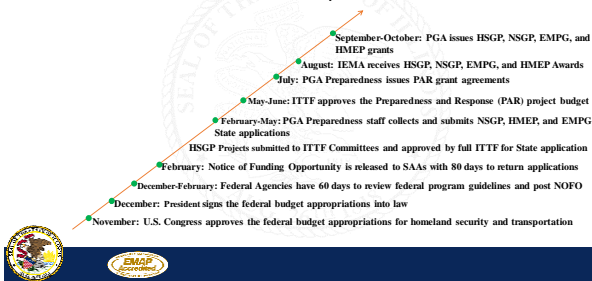 September-October: PGA issues HSGP, NSGP, EMPG, and
HMEP grants
August: IEMA receives HSGP, NSGP, EMPG, and HMEP Awards
July: PGA Preparedness issues PAR grant agreements
May-June: ITTF approves the Preparedness and Response (PAR) project budget
February-May: PGA Preparedness staff collects and submits NSGP, HMEP, and EMPG
State applications
HSGP Projects submitted to ITTF Committees and approved by full ITTF for State application
February: Notice of Funding Opportunity is released to SAAs with 80 days to return applications
December-February: Federal Agencies have 60 days to review federal program guidelines and post NOFO
December: President signs the federal budget appropriations into law
November: U.S. Congress approves the federal budget appropriations for homeland security and transportation
EMAP
Accredited
SEAL OF THE